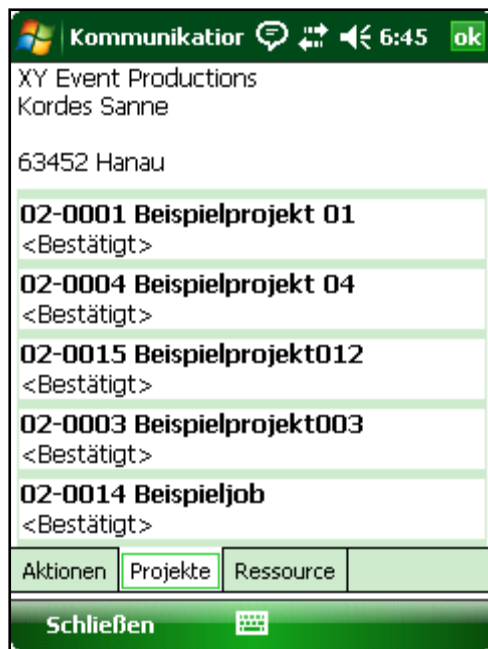 Kommunikatior 6:45 ok
XY Event Productions
Kordes Sanne
63452 Hanau
02-0001 Beispielprojekt 01
<Bestätigt>
02-0004 Beispielprojekt 04
<Bestätigt>
02-0015 Beispielprojekt012
<Bestätigt>
02-0003 Beispielprojekt003
<Bestätigt>
02-0014 Beispieljob
<Bestätigt>
Aktionen Projekte Ressource
Schließen